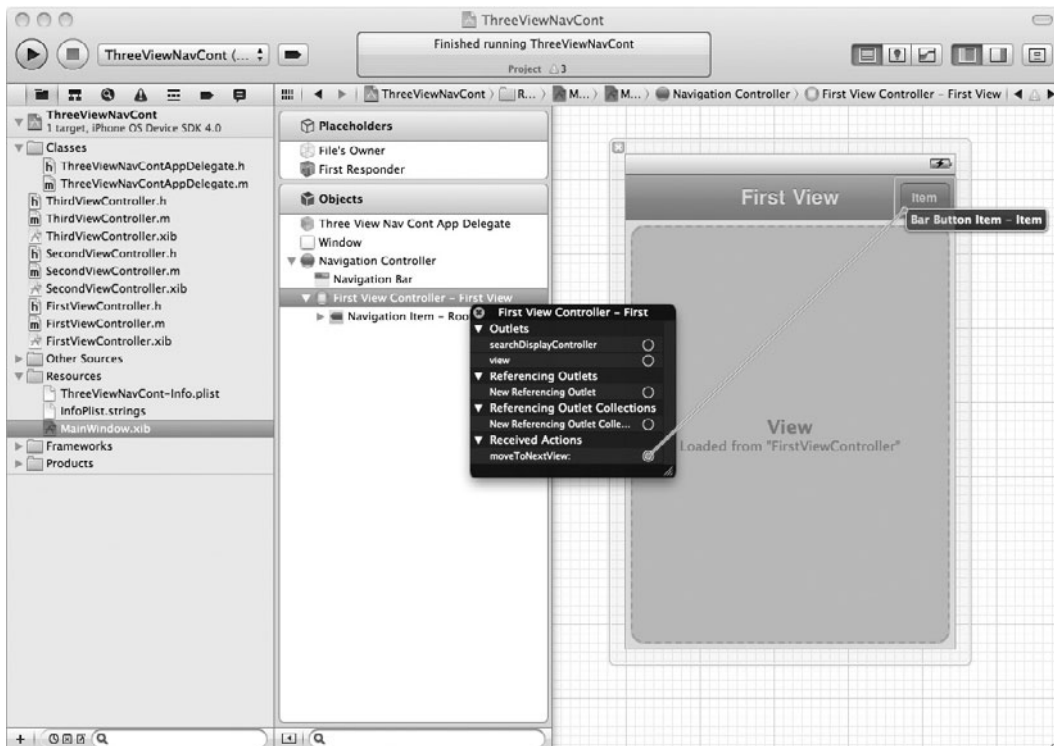 ThreeViewNavCont
ThreeViewNavCont (...
Finished running ThreeViewNavCont
Project 3
ThreeViewNavCont
1 target, iPhone OS Device SDK 4.0
Classes
ThreeViewNavContAppDelegate.h
ThreeViewNavContAppDelegate.m
ThirdViewController.h
ThirdViewController.m
ThirdViewController.xib
SecondViewController.h
SecondViewController.m
SecondViewController.xib
FirstViewController.h
FirstViewController.m
FirstViewController.xib
Other Sources
Resources
ThreeViewNavCont-Info.plist
InfoPlist.strings
MainWindow.xib
Frameworks
Products
ThreeViewNavCont
R...
M...
M...
Navigation Controller
First View Controller – First View
Placeholders
File's Owner
First Responder
Objects
Three View Nav Cont App Delegate
Window
Navigation Controller
Navigation Bar
First View Controller – First View
Navigation Item – Roo
First View Controller – First
Outlets
searchDisplayController
view
Referencing Outlets
New Referencing Outlet
Referencing Outlet Collections
New Referencing Outlet Colle...
Received Actions
moveToNextView:
First View
Item
Bar Button Item – Item
View
Loaded from "FirstViewController"